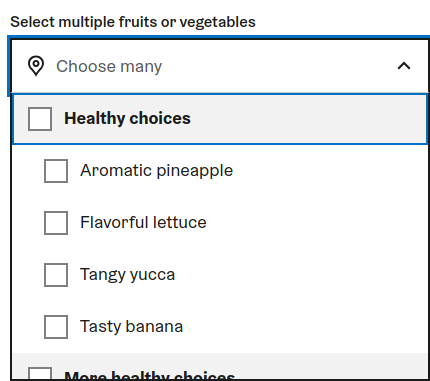 Select multiple fruits or vegetables
Choose many
Healthy choices
Aromatic pineapple
Flavorful lettuce
Tangy yucca
Tasty banana
More healthy choices